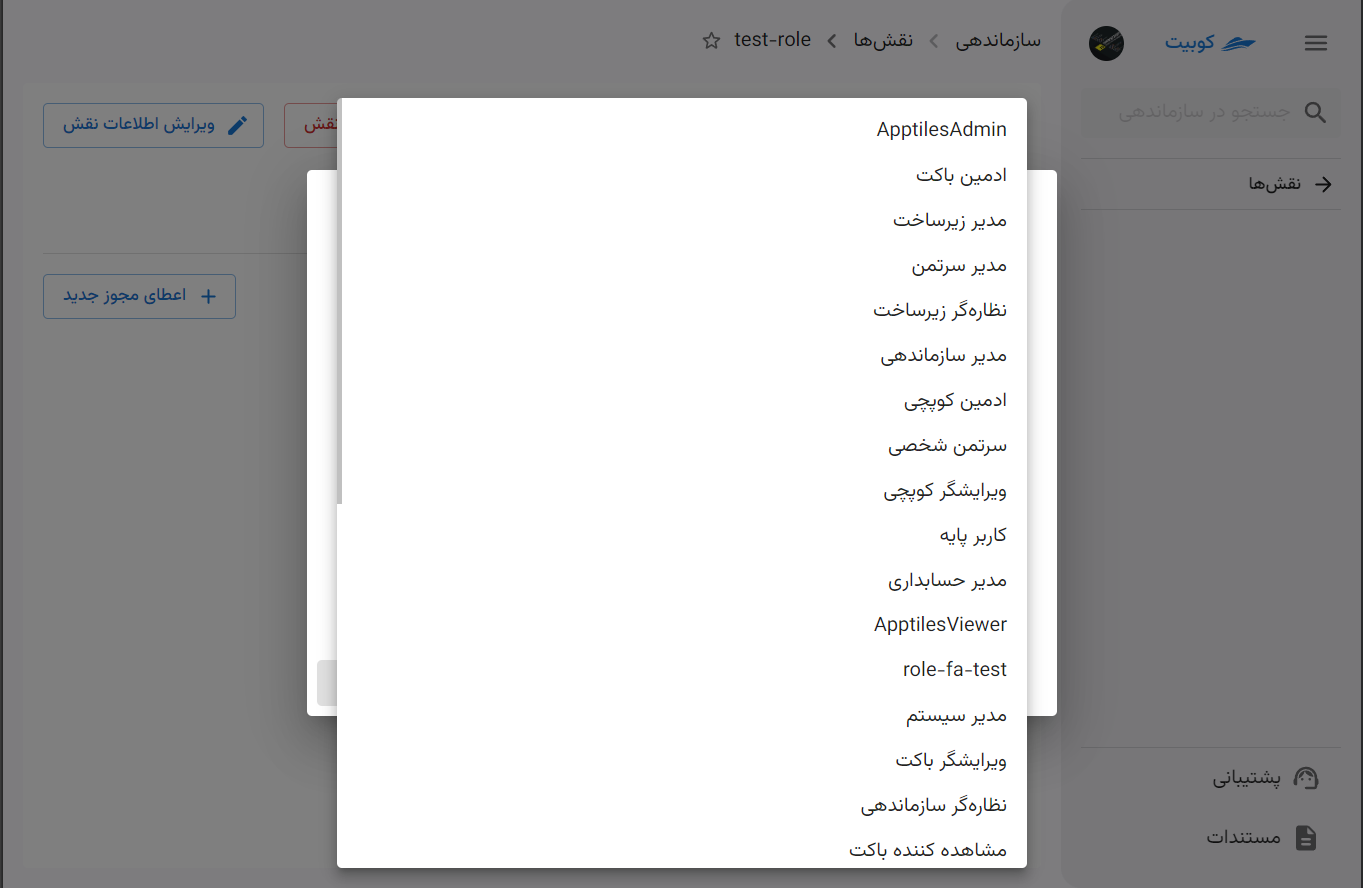 کوبیت
سازماندهی
نقش‌ها
test-role
جستجو در سازماندهی
نقش‌ها
نقش
ویرایش اطلاعات نقش
اعطای مجوز جدید
ApptilesAdmin
ادمین باکت
مدیر زیرساخت
مدیر سرتمن
نظاره‌گر زیرساخت
مدیر سازماندهی
ادمین کوپچی
سرتمن شخصی
ویرایشگر کوپچی
کاربر پایه
مدیر حسابداری
ApptilesViewer
role-fa-test
مدیر سیستم
ویرایشگر باکت
نظاره‌گر سازماندهی
مشاهده کننده باکت
پشتیبانی
مستندات